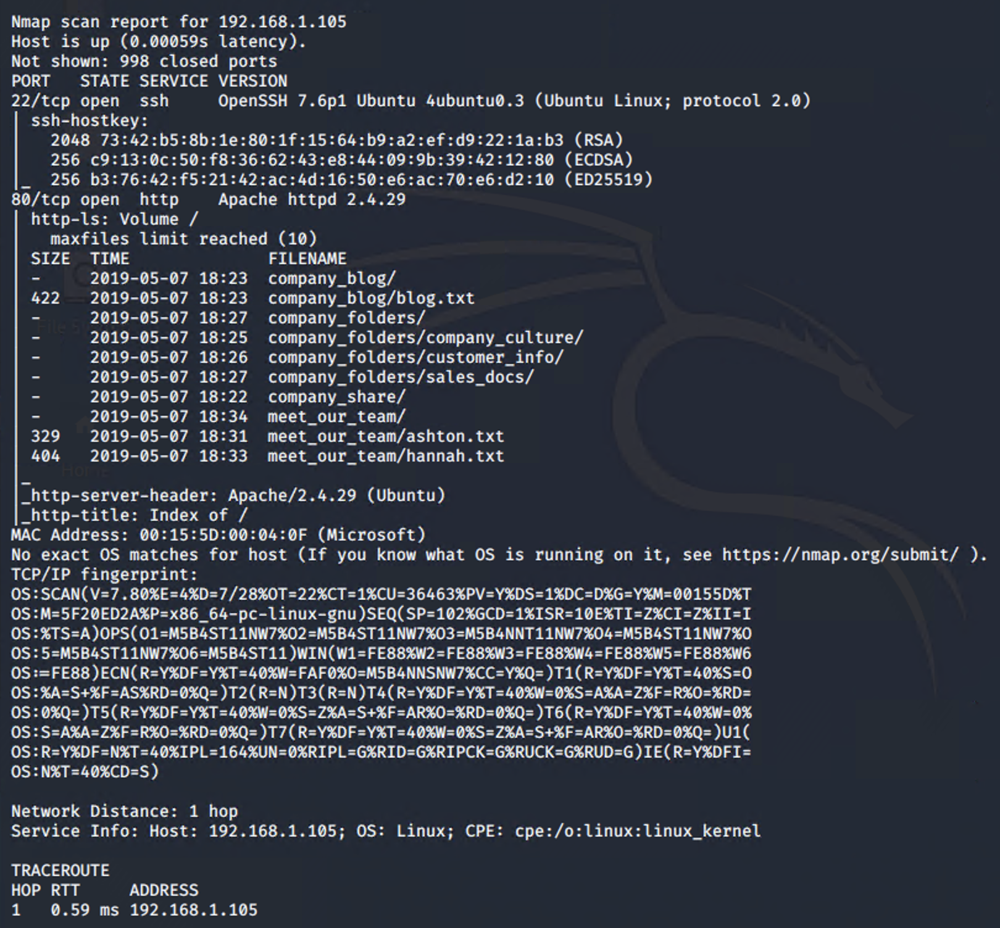 Nmap scan report for 192.168.1.105
Host is up (0.00059s latency).
Not shown: 998 closed ports
PORT   STATE SERVICE VERSION
22/tcp open  ssh     OpenSSH 7.6p1 Ubuntu 4ubuntu0.3 (Ubuntu Linux; protocol 2.0)
| ssh-hostkey:
|   2048 73:42:b5:8b:1e:80:1f:15:64:b9:a2:ef:d9:22:1a:b3 (RSA)
|   256 c9:13:0c:50:f8:36:62:43:e8:44:09:9b:39:42:12:80 (ECDSA)
|_  256 b3:76:42:f5:21:42:ac:4d:16:50:e6:ac:70:e6:d2:10 (ED25519)
80/tcp open  http    Apache httpd 2.4.29
| http-ls: Volume /
|   maxfiles limit reached (10)
| SIZE  TIME              FILENAME
| -     2019-05-07 18:23  company_blog/
| 422   2019-05-07 18:23  company_blog/blog.txt
| -     2019-05-07 18:27  company_folders/
| -     2019-05-07 18:25  company_folders/company_culture/
| -     2019-05-07 18:26  company_folders/customer_info/
| -     2019-05-07 18:27  company_folders/sales_docs/
| -     2019-05-07 18:22  company_share/
| -     2019-05-07 18:34  meet_our_team/
| 329   2019-05-07 18:31  meet_our_team/ashton.txt
| 404   2019-05-07 18:33  meet_our_team/hannah.txt
|_
|_http-server-header: Apache/2.4.29 (Ubuntu)
|_http-title: Index of /
MAC Address: 00:15:5D:00:04:0F (Microsoft)
No exact OS matches for host (If you know what OS is running on it, see https://nmap.org/submit/ ).
TCP/IP fingerprint:
OS:SCAN(V=7.80%E=4%D=7/28%OT=22%CT=1%CU=36463%PV=Y%DS=1%DC=D%G=Y%M=00155D%T
OS:M=5F20ED2A%P=x86_64-pc-linux-gnu)SEQ(SP=102%GCD=1%ISR=10E%TI=Z%CI=Z%II=I
OS:%TS=A)OPS(O1=M5B4ST11NW7%O2=M5B4ST11NW7%O3=M5B4NNT11NW7%O4=M5B4ST11NW7%O
OS:5=M5B4ST11NW7%O6=M5B4ST11)WIN(W1=FE88%W2=FE88%W3=FE88%W4=FE88%W5=FE88%W6
OS:=FE88)ECN(R=Y%DF=Y%T=40%W=FAF0%O=M5B4NNSNW7%CC=Y%Q=)T1(R=Y%DF=Y%T=40%S=O
OS:%A=S+%F=AS%RD=0%Q=)T2(R=N)T3(R=N)T4(R=Y%DF=Y%T=40%W=0%S=A%A=Z%F=R%O=%RD=
OS:0%Q=)T5(R=Y%DF=Y%T=40%W=0%S=Z%A=S+%F=AR%O=%RD=0%Q=)T6(R=Y%DF=Y%T=40%W=0%
OS:S=A%A=Z%F=R%O=%RD=0%Q=)T7(R=Y%DF=Y%T=40%W=0%S=Z%A=S+%F=AR%O=%RD=0%Q=)U1(
OS:R=Y%DF=N%T=40%IPL=164%UN=0%RIPL=G%RID=G%RIPCK=G%RUCK=G%RUD=G)IE(R=Y%DFI=
OS:N%T=40%CD=S)
Network Distance: 1 hop
Service Info: Host: 192.168.1.105; OS: Linux; CPE: cpe:/o:linux:linux_kernel
TRACEROUTE
HOP RTT     ADDRESS
1   0.59 ms 192.168.1.105